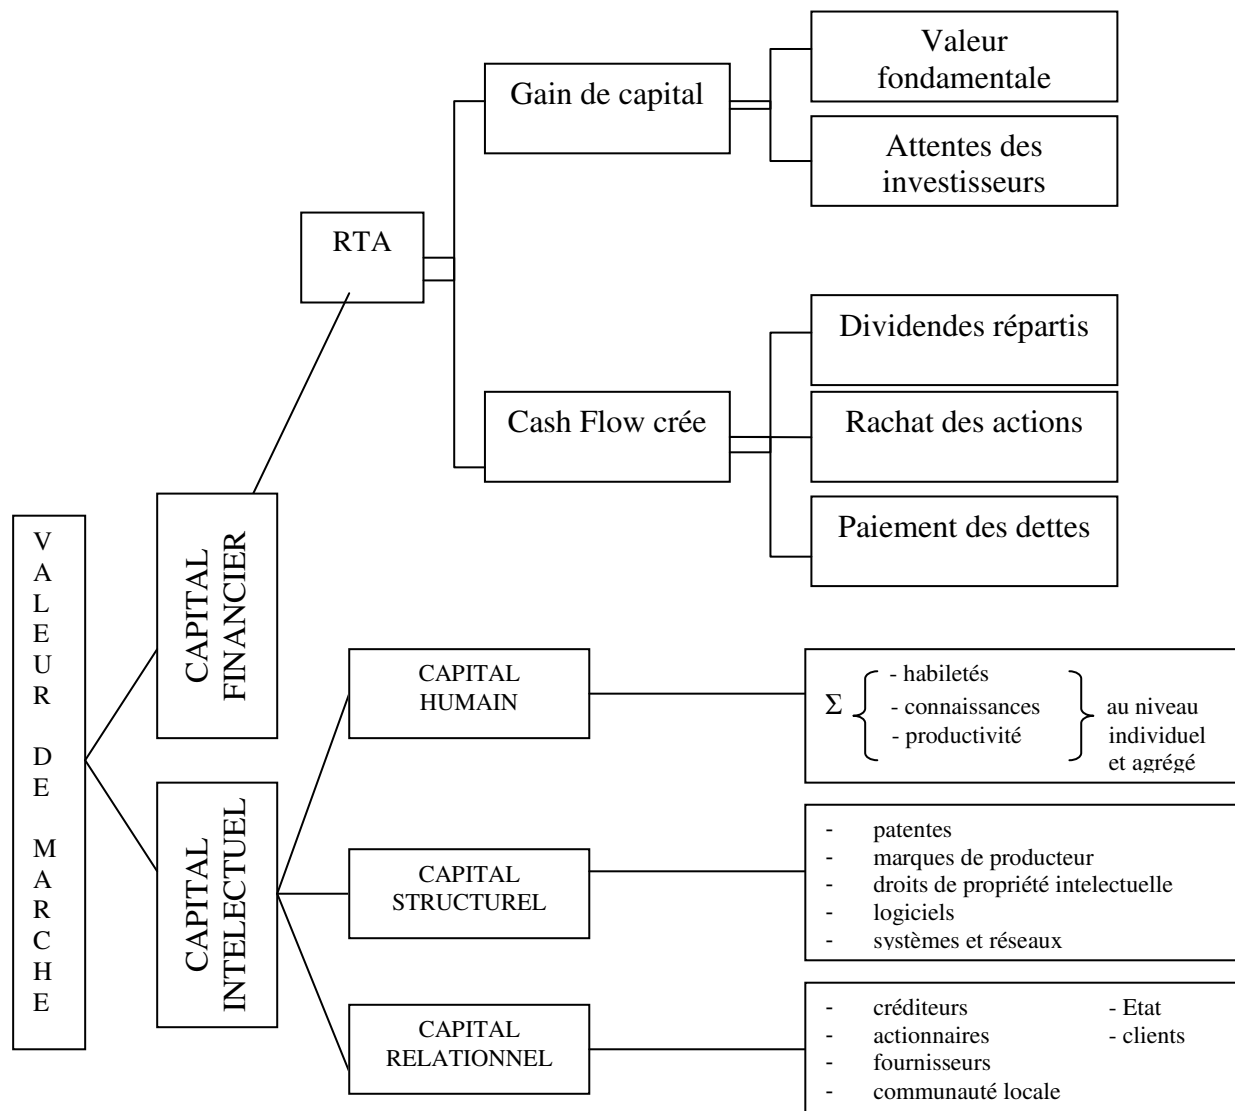 Valeur
fondamentale
Gain de capital
Attentes des
investisseurs
RTA
Dividendes répartis
Cash Flow crée
Rachat des actions
Paiement des dettes
VALEUR DE MARCHE
CAPITAL
FINANCIER
CAPITAL
INTELECTUEL
CAPITAL
HUMAIN
Σ
- habiletés
- connaissances
- productivité
au niveau
individuel
et agrégé
CAPITAL
STRUCTUREL
- patentes
- marques de producteur
- droits de propriété intelectuelle
- logiciels
- systèmes et réseaux
CAPITAL
RELATIONNEL
- créditeurs - Etat
- actionnaires - clients
- fournisseurs
- communauté locale